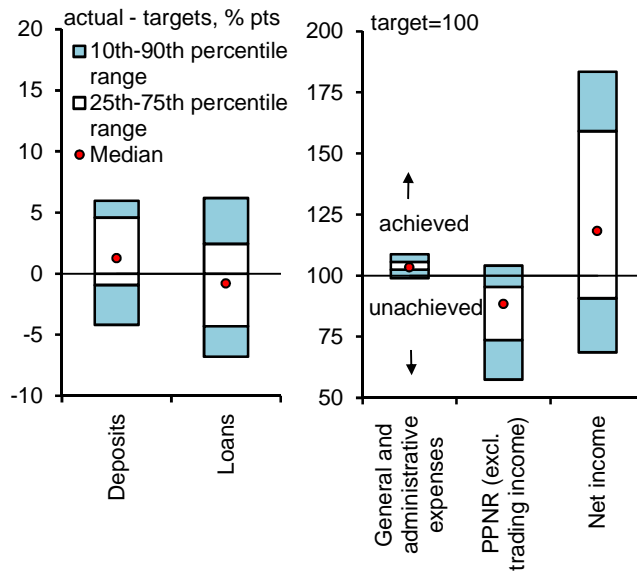 actual - targets, % pts
20
15
10
5
0
-5
-10
10th-90th percentile
range
25th-75th percentile
range
Median
Deposits
Loans
target=100
200
175
150
125
100
75
50
achieved
unachieved
General and
administrative
expenses
PPNR (excl.
trading income)
Net income